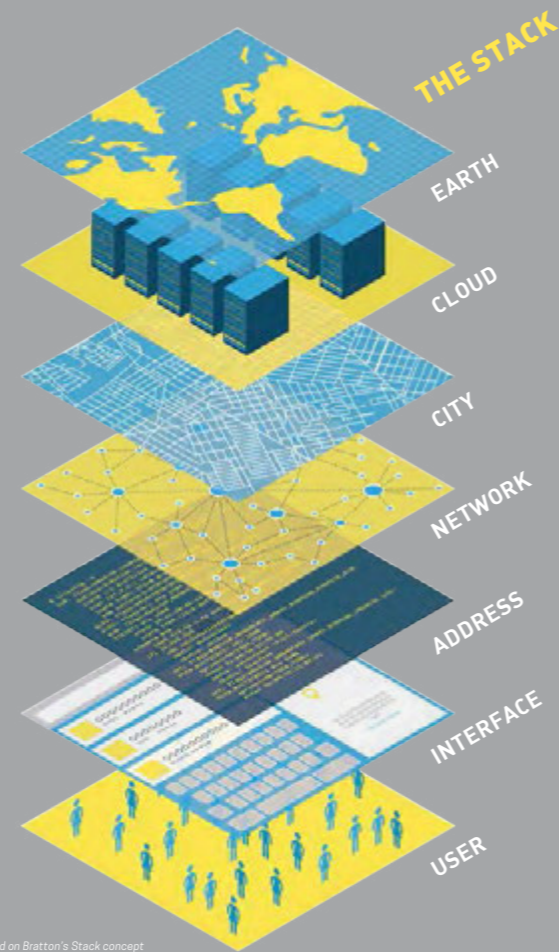 THE STACK
EARTH
CLOUD
CITY
NETWORK
ADDRESS
INTERFACE
USER
on Bratton's Stack concept